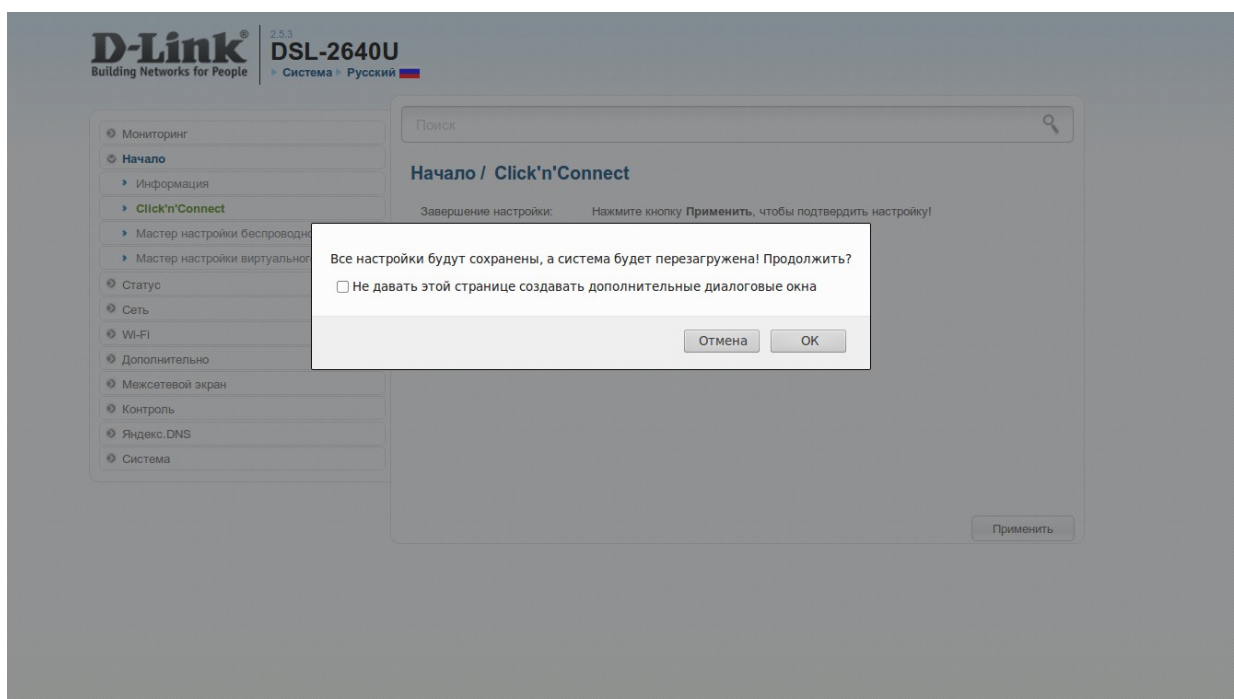 D-Link®
Building Networks for People
2.5.3
DSL-2640U
Система
Русский
Поиск
Мониторинг
Начало
Информация
Click'n'Connect
Мастер настройки беспроводн
Мастер настройки виртуальног
Статус
Сеть
Wi-Fi
Дополнительно
Межсетевой экран
Контроль
Яндекс.DNS
Система
Начало / Click'n'Connect
Завершение настройки: Нажмите кнопку Применить, чтобы подтвердить настройку!
Все настройки будут сохранены, а система будет перезагружена! Продолжить?
Не давать этой странице создавать дополнительные диалоговые окна
Отмена
OK
Применить